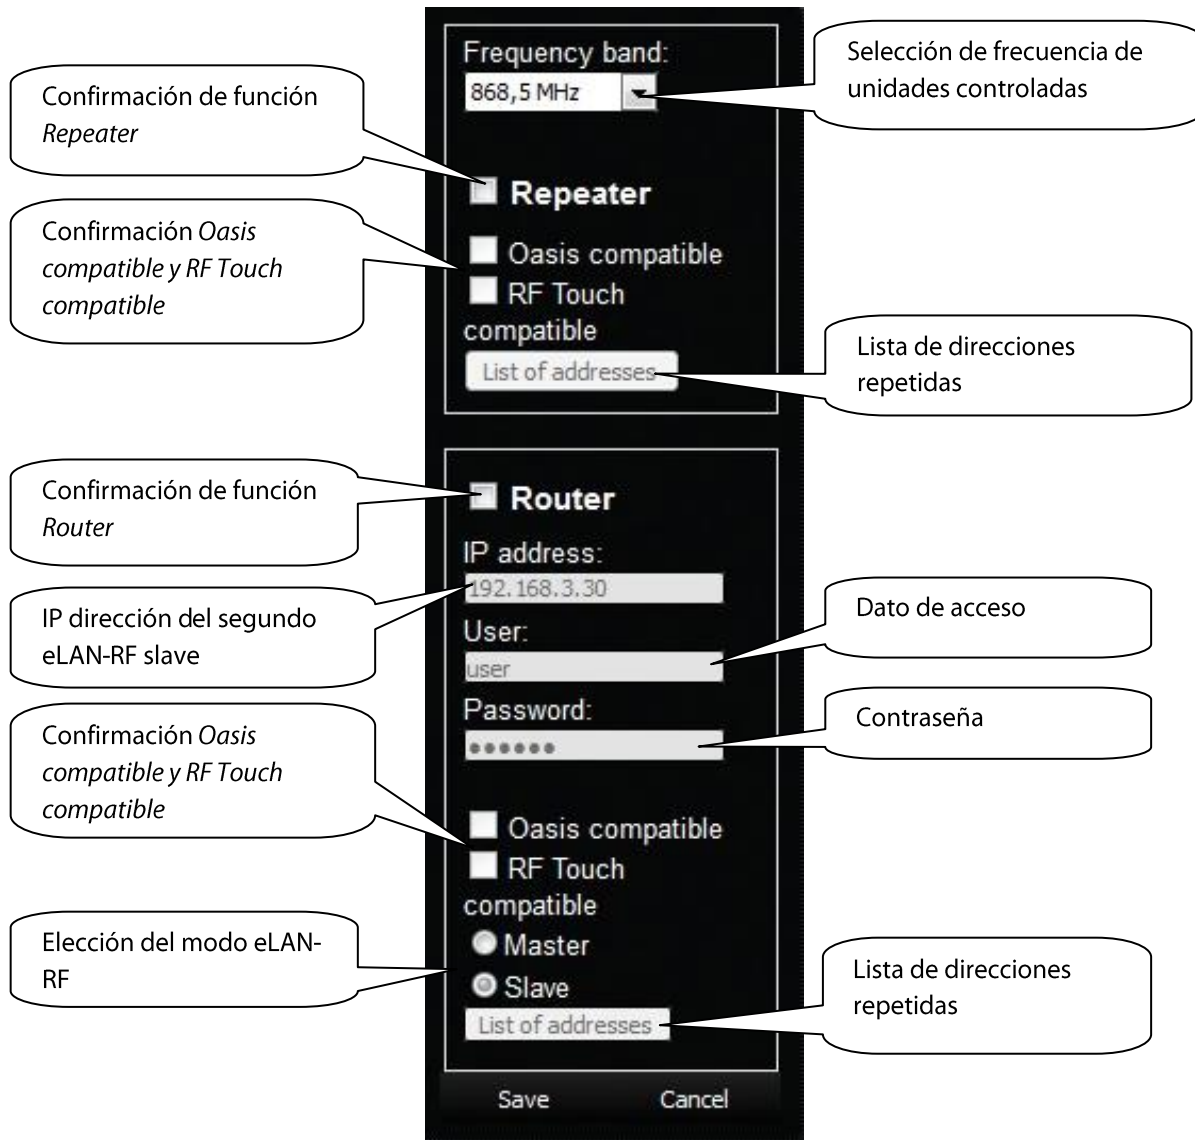 Frequency band:
868,5 MHz
Selección de frecuencia de
unidades controladas
Confirmación de función
Repeater
Repeater
Confirmación Oasis
compatible y RF Touch
compatible
Oasis compatible
RF Touch
compatible
List of addresses
Lista de direcciones
repetidas
Confirmación de función
Router
Router
IP address:
192.168.3.30
IP dirección del segundo
eLAN-RF slave
User:
user
Dato de acceso
Password:
••••••
Contraseña
Confirmación Oasis
compatible y RF Touch
compatible
Oasis compatible
RF Touch
compatible
Elección del modo eLAN-
RF
Master
Slave
List of addresses
Lista de direcciones
repetidas
Save Cancel